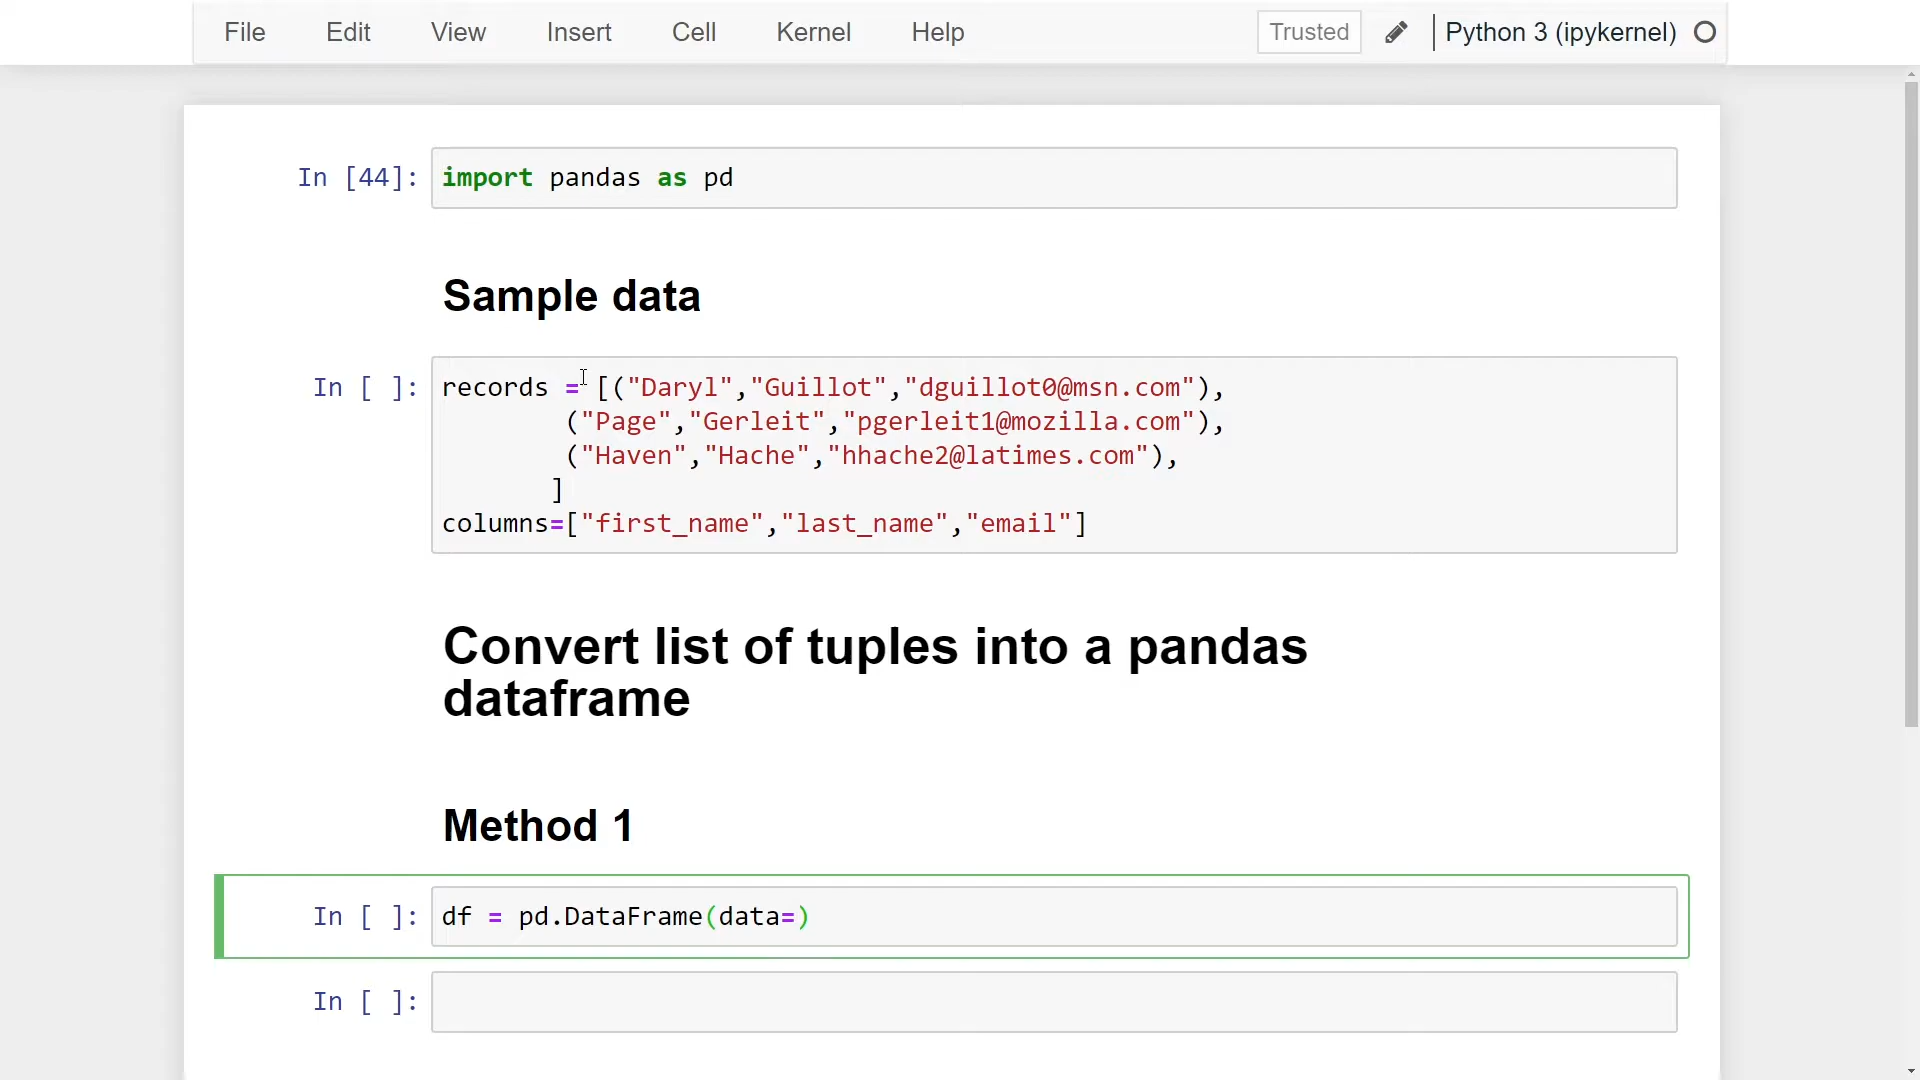 File Edit View Insert Cell Kernel Help Trusted Python 3 (ipykernel)
In [44]: import pandas as pd
Sample data
In [ ]: records = [("Daryl","Guillot","dguillot0@msn.com"),
("Page","Gerleit","pgerleit1@mozilla.com"),
("Haven","Hache","hhache2@latimes.com"),
]
columns=["first_name","last_name","email"]
Convert list of tuples into a pandas
dataframe
Method 1
In [ ]: df = pd.DataFrame(data=)
In [ ]: